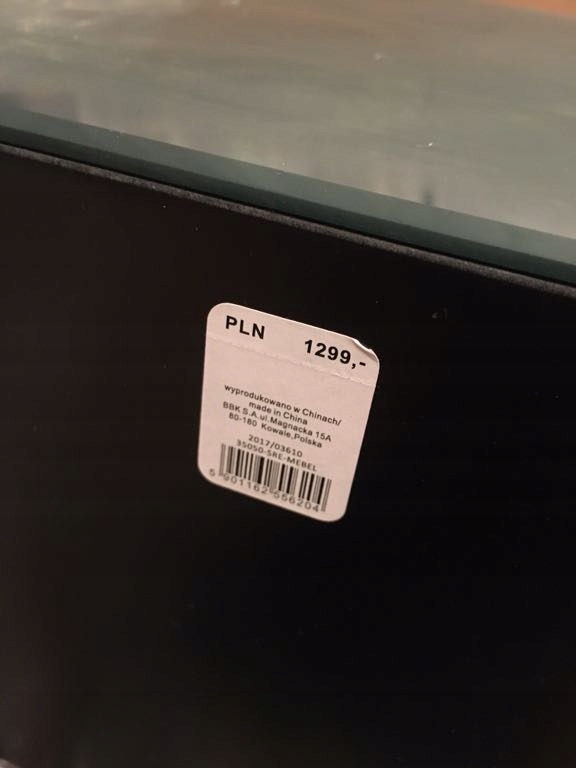 PLN 1299,-
wyprodukowano w Chinach/
made in China
BBK S.A.ul.Magnacka 15A
80-180 Kowale,Polska
2017/03610
35050-SRE-MEBEL
5 901162 556204